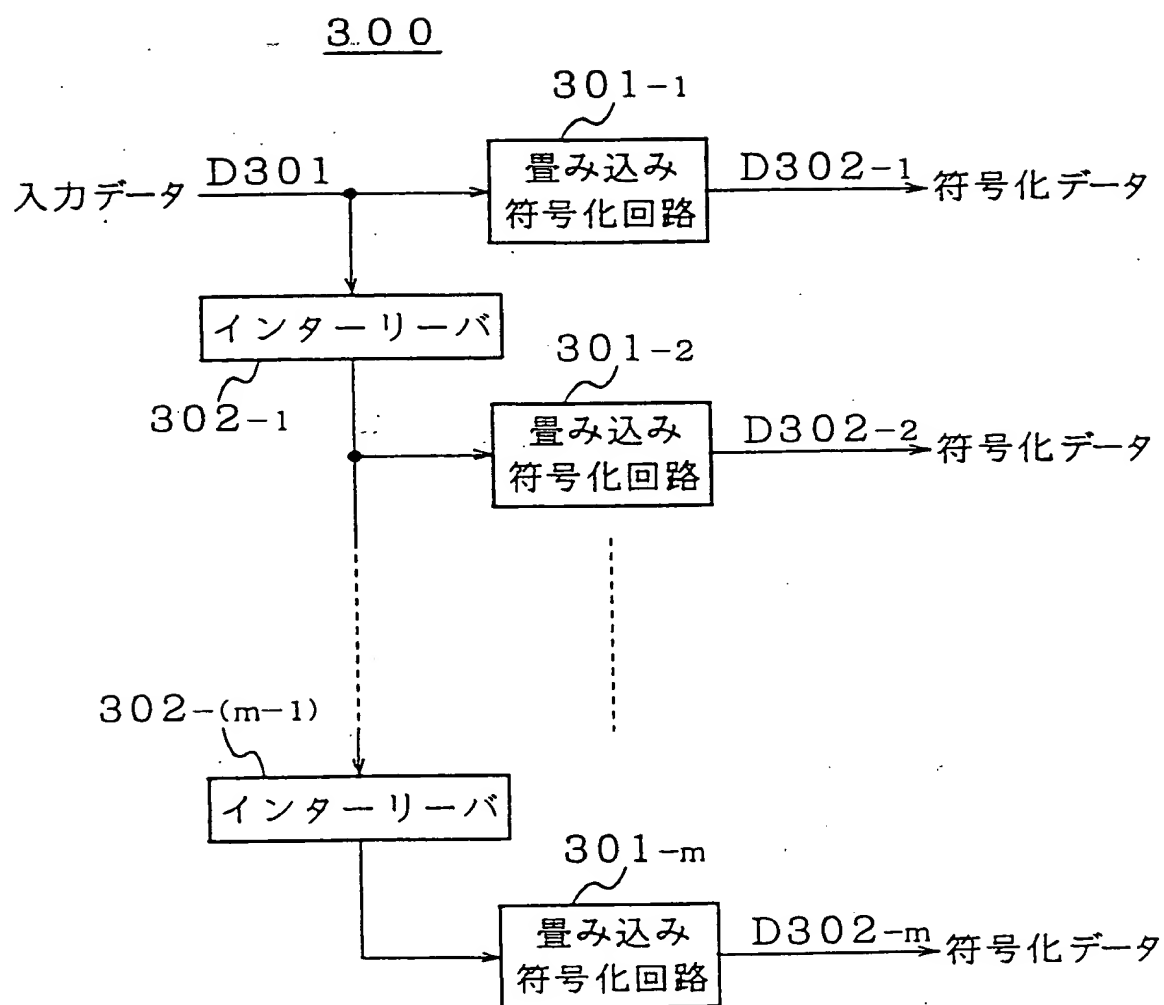 300
301-1
入力データ
D301
畳み込み
符号化回路
D302-1
符号化データ
インターリーバ
302-1
301-2
畳み込み
符号化回路
D302-2
符号化データ
302-(m-1)
インターリーバ
301-m
畳み込み
符号化回路
D302-m
符号化データ